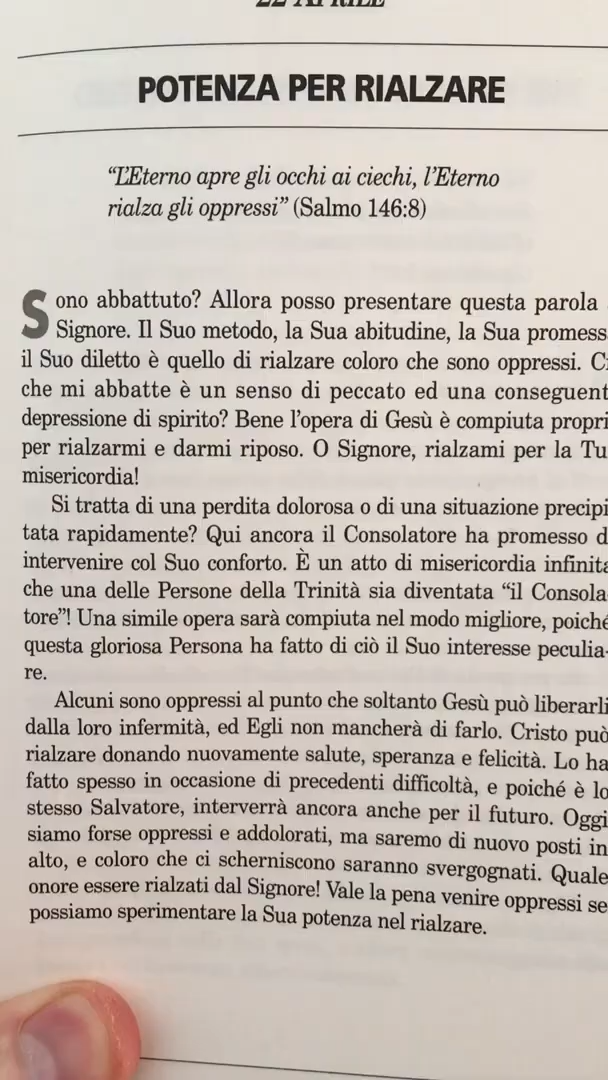 22 APRILE
POTENZA PER RIALZARE
“L'Eterno apre gli occhi ai ciechi, l'Eterno
rialza gli oppressi” (Salmo 146:8)
Sono abbattuto? Allora posso presentare questa parola
Signore. Il Suo metodo, la Sua abitudine, la Sua promess
il Suo diletto è quello di rialzare coloro che sono oppressi. Ci
che mi abbatte è un senso di peccato ed una conseguent
depressione di spirito? Bene l'opera di Gesù è compiuta propri
per rialzarmi e darmi riposo. O Signore, rialzami per la Tu
misericordia!
Si tratta di una perdita dolorosa o di una situazione precipi
tata rapidamente? Qui ancora il Consolatore ha promesso d
intervenire col Suo conforto. È un atto di misericordia infinita
che una delle Persone della Trinità sia diventata “il Consola-
tore”! Una simile opera sarà compiuta nel modo migliore, poiché
questa gloriosa Persona ha fatto di ciò il Suo interesse peculia-
re.
Alcuni sono oppressi al punto che soltanto Gesù può liberarli
dalla loro infermità, ed Egli non mancherà di farlo. Cristo può
rialzare donando nuovamente salute, speranza e felicità. Lo ha
fatto spesso in occasione di precedenti difficoltà, e poiché è lo
stesso Salvatore, interverrà ancora anche per il futuro. Oggi
siamo forse oppressi e addolorati, ma saremo di nuovo posti in
alto, e coloro che ci scherniscono saranno svergognati. Quale
onore essere rialzati dal Signore! Vale la pena venire oppressi se
possiamo sperimentare la Sua potenza nel rialzare.